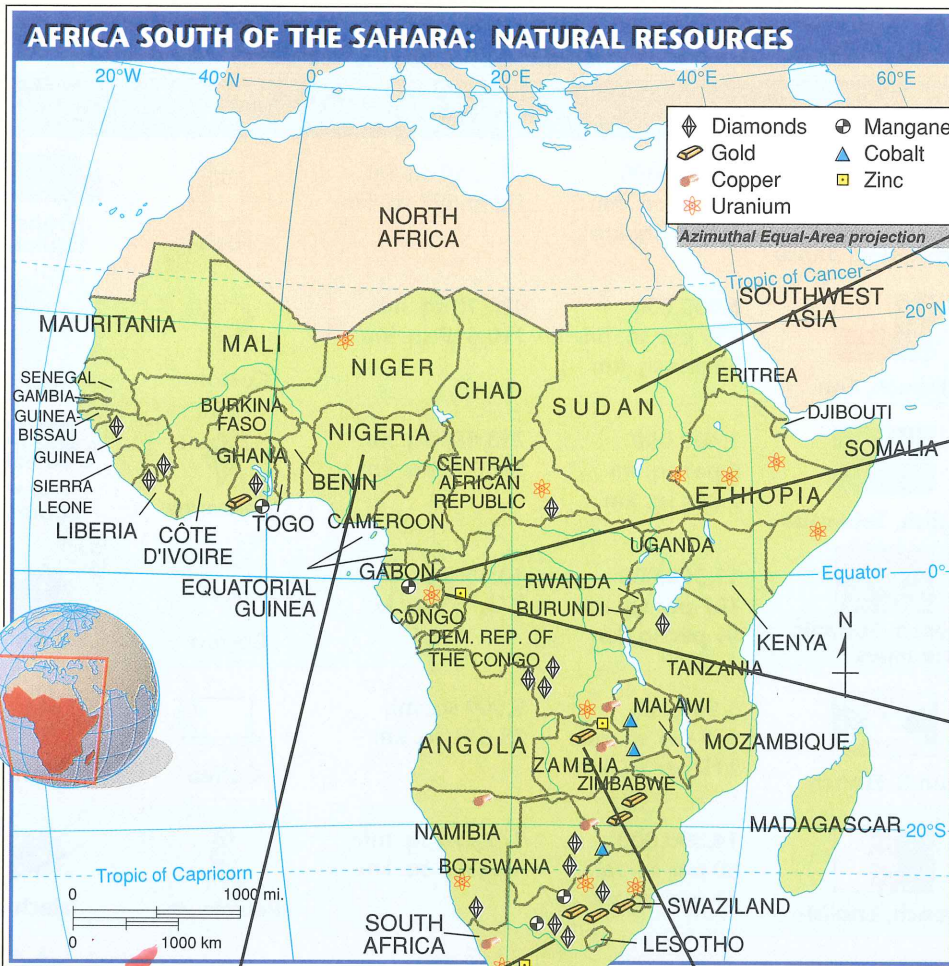 AFRICA SOUTH OF THE SAHARA: NATURAL RESOURCES
20°W
40°N
0°
20°E
40°E
60°E
Diamonds
Mangane
Gold
Cobalt
Copper
Zinc
Uranium
Azimuthal Equal-Area projection
NORTH
AFRICA
Tropic of Cancer
SOUTHWEST
ASIA
20°N
MAURITANIA
MALI
NIGER
CHAD
SUDAN
ERITREA
DJIBOUTI
SENEGAL
GAMBIA
GUINEA-
BISSAU
GUINEA
SIERRA
LEONE
LIBERIA
CÔTE
D'IVOIRE
BURKINA
FASO
GHANA
TOGO
BENIN
NIGERIA
CAMEROON
CENTRAL
AFRICAN
REPUBLIC
ETHIOPIA
SOMALIA
EQUATORIAL
GUINEA
GABON
CONGO
UGANDA
RWANDA
BURUNDI
Equator
0°
KENYA
N
DEM. REP. OF
THE CONGO
TANZANIA
MALAWI
ANGOLA
ZAMBIA
MOZAMBIQUE
ZIMBABWE
NAMIBIA
BOTSWANA
MADAGASCAR
20°S
Tropic of Capricorn
0 1000 mi.
0 1000 km
SOUTH
AFRICA
SWAZILAND
LESOTHO